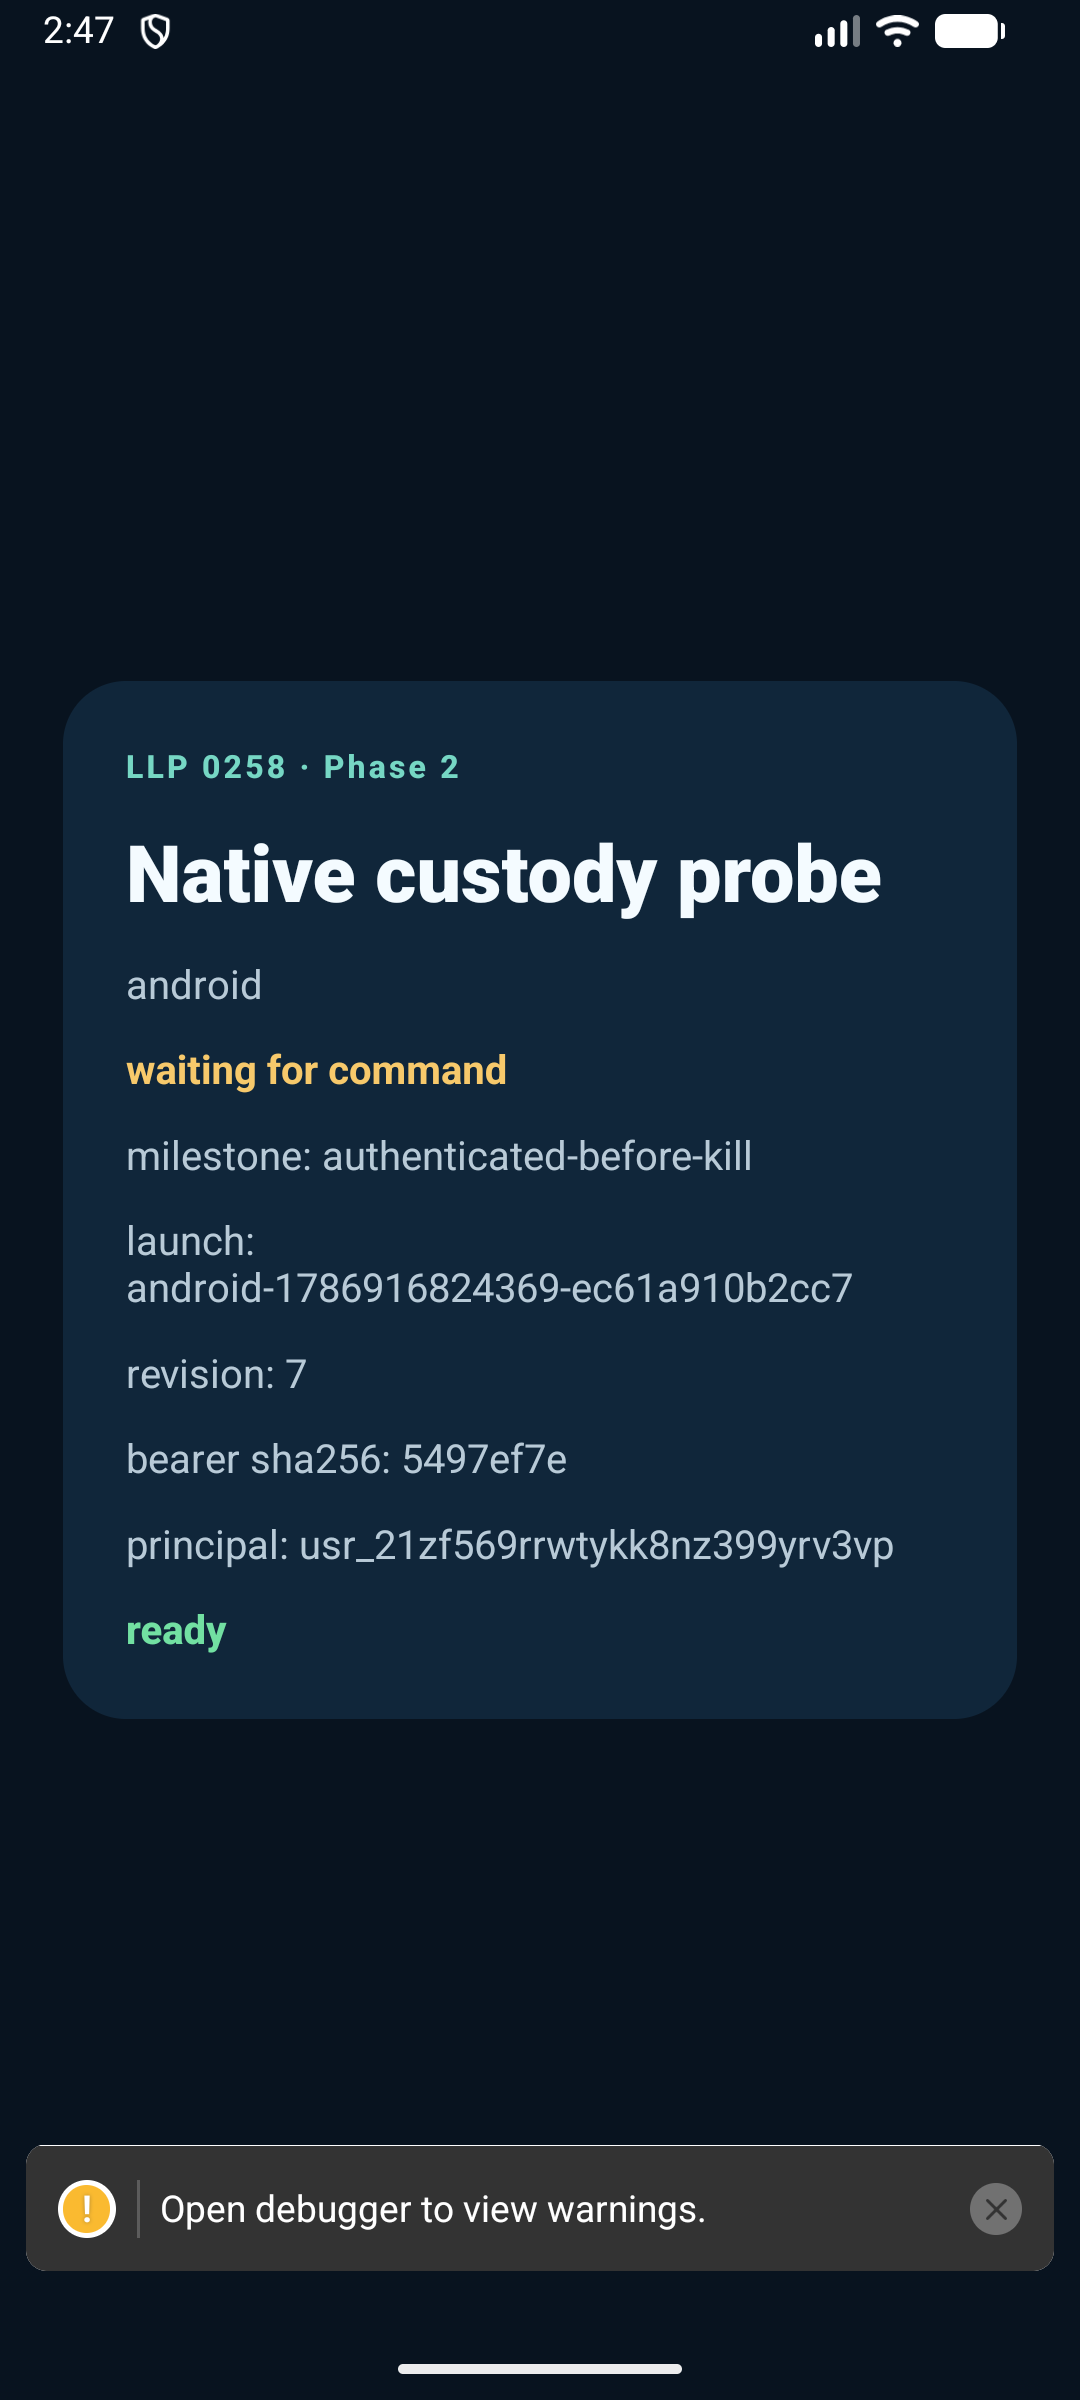 2:47
LLP 0258 · Phase 2
Native custody probe
android
waiting for command
milestone: authenticated-before-kill
launch:
android-1786916824369-ec61a910b2cc7
revision: 7
bearer sha256: 5497ef7e
principal: usr_21zf569rrwtykk8nz399yrv3vp
ready
Open debugger to view warnings.